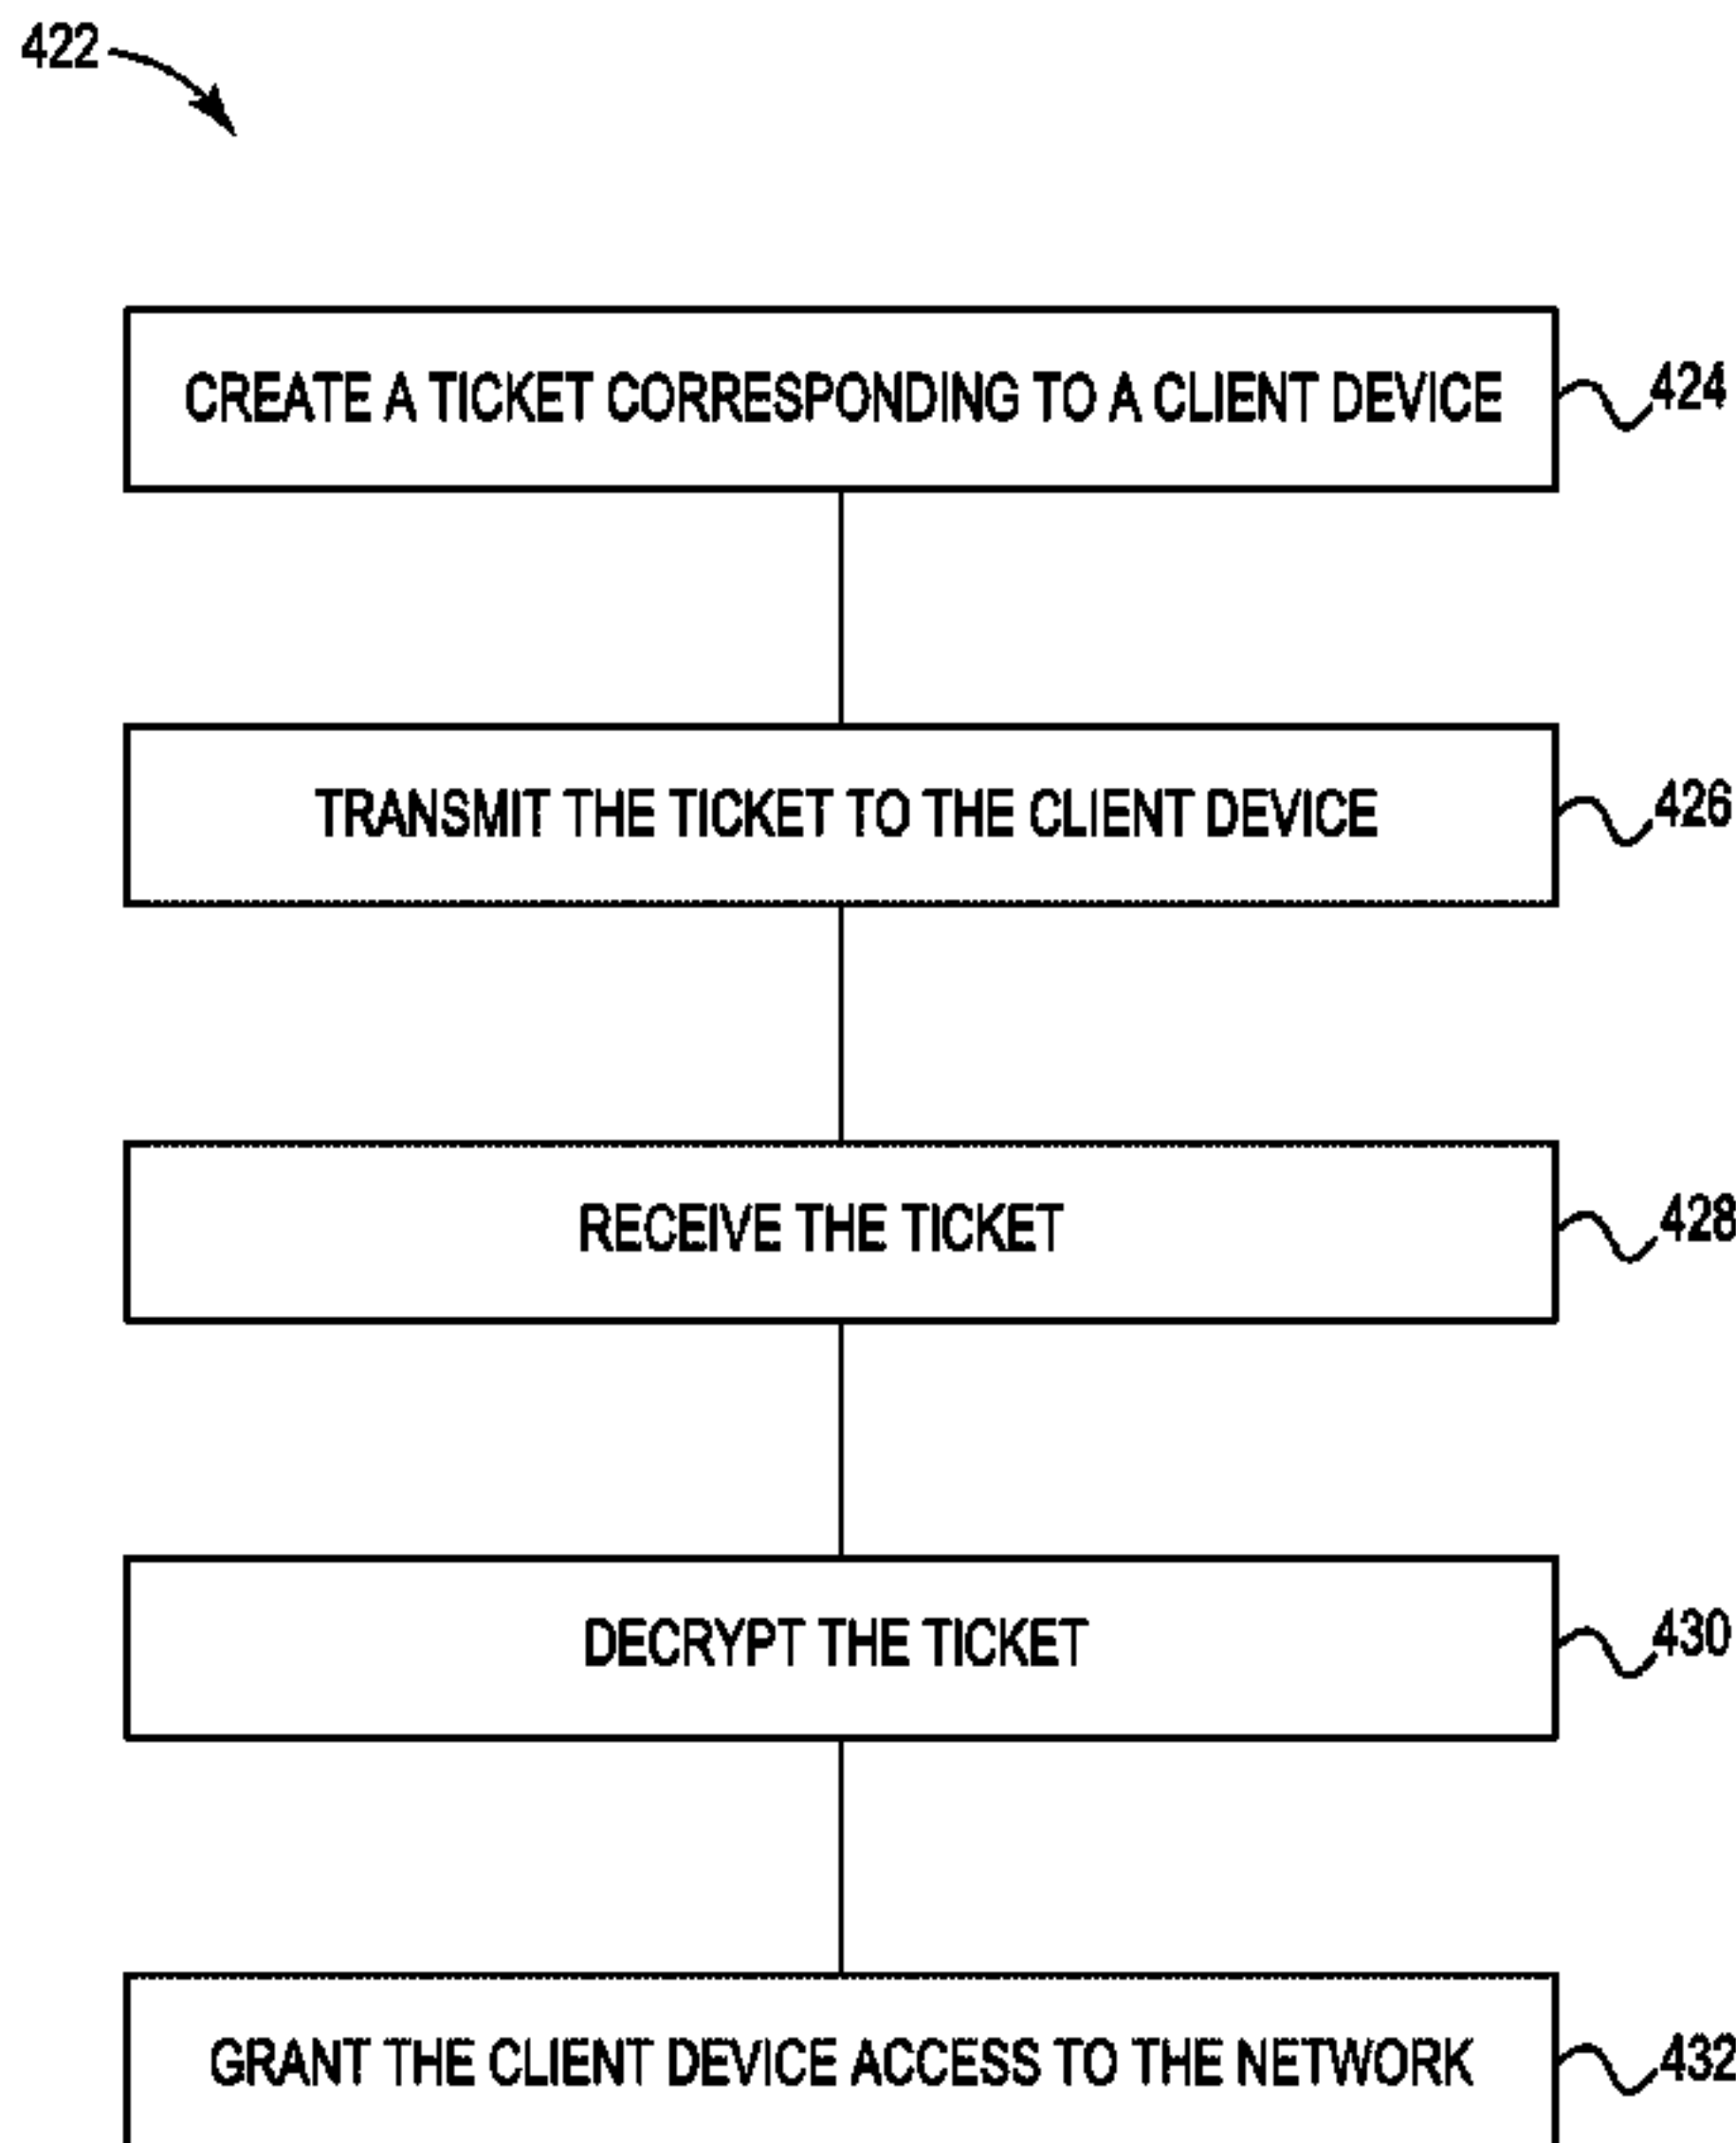 422
CREATE A TICKET CORRESPONDING TO A CLIENT DEVICE
424
TRANSMIT THE TICKET TO THE CLIENT DEVICE
426
RECEIVE THE TICKET
428
DECRYPT THE TICKET
430
GRANT THE CLIENT DEVICE ACCESS TO THE NETWORK
432